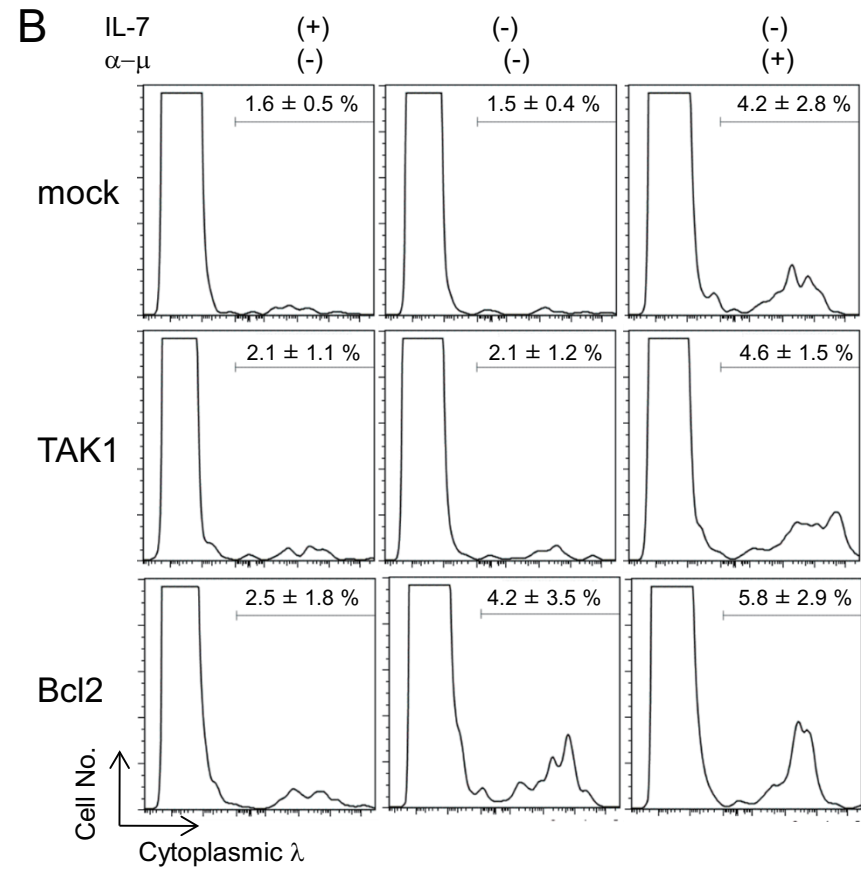 B
IL-7 (+) (-) (-)
α−μ (-) (-) (+)
mock
1.6 ± 0.5 %
1.5 ± 0.4 %
4.2 ± 2.8 %
TAK1
2.1 ± 1.1 %
2.1 ± 1.2 %
4.6 ± 1.5 %
Bcl2
2.5 ± 1.8 %
4.2 ± 3.5 %
5.8 ± 2.9 %
Cell No.
Cytoplasmic λ